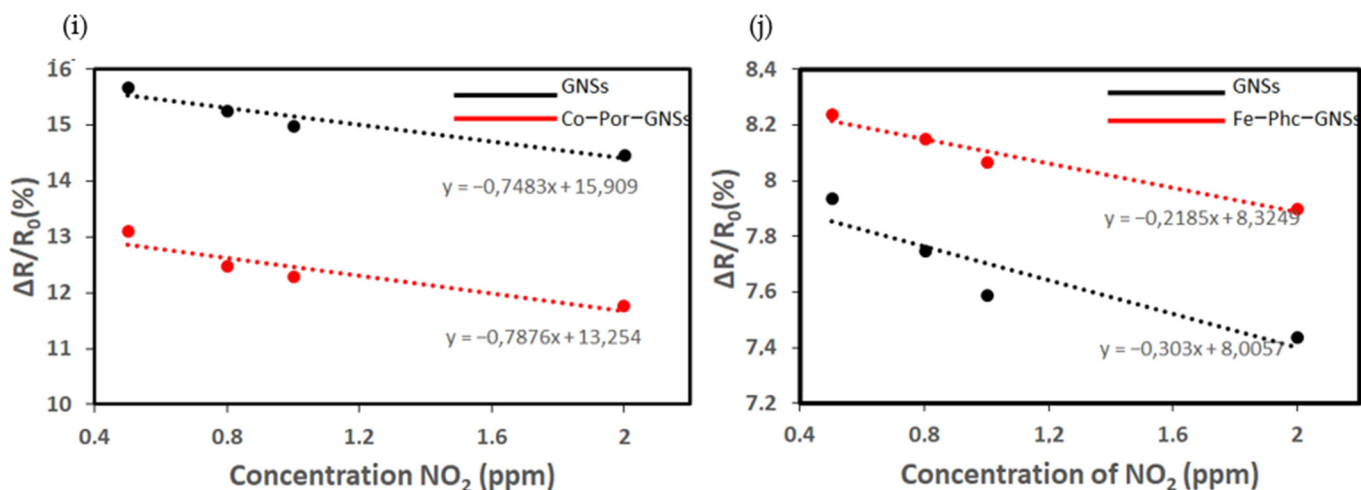 (i)
16
15
14
13
12
11
10
ΔR/R0(%)
GNSs
Co−Por−GNSs
y = −0,7483x + 15,909
y = −0,7876x + 13,254
0.4 0.8 1.2 1.6 2
Concentration NO2 (ppm)
(j)
8,4
8.2
8
7.8
7.6
7.4
7.2
ΔR/R0(%)
GNSs
Fe−Phc−GNSs
y = −0,2185x + 8,3249
y = −0,303x + 8,0057
0.4 0.8 1,2 1.6 2
Concentration of NO2 (ppm)